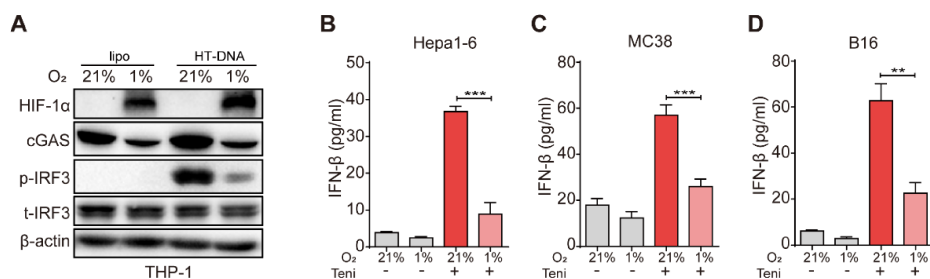 A
lipo HT-DNA
O₂ 21% 1% 21% 1%
HIF-1α
cGAS
p-IRF3
t-IRF3
β-actin
THP-1
B
Hepa1-6
IFN-β (pg/ml)
40
30
20
10
0
***
O₂ 21% 1% 21% 1%
Teni - - + +
C
MC38
IFN-β (pg/ml)
80
60
40
20
0
***
O₂ 21% 1% 21% 1%
Teni - - + +
D
B16
IFN-β (pg/ml)
80
60
40
20
0
**
O₂ 21% 1% 21% 1%
Teni - - + +